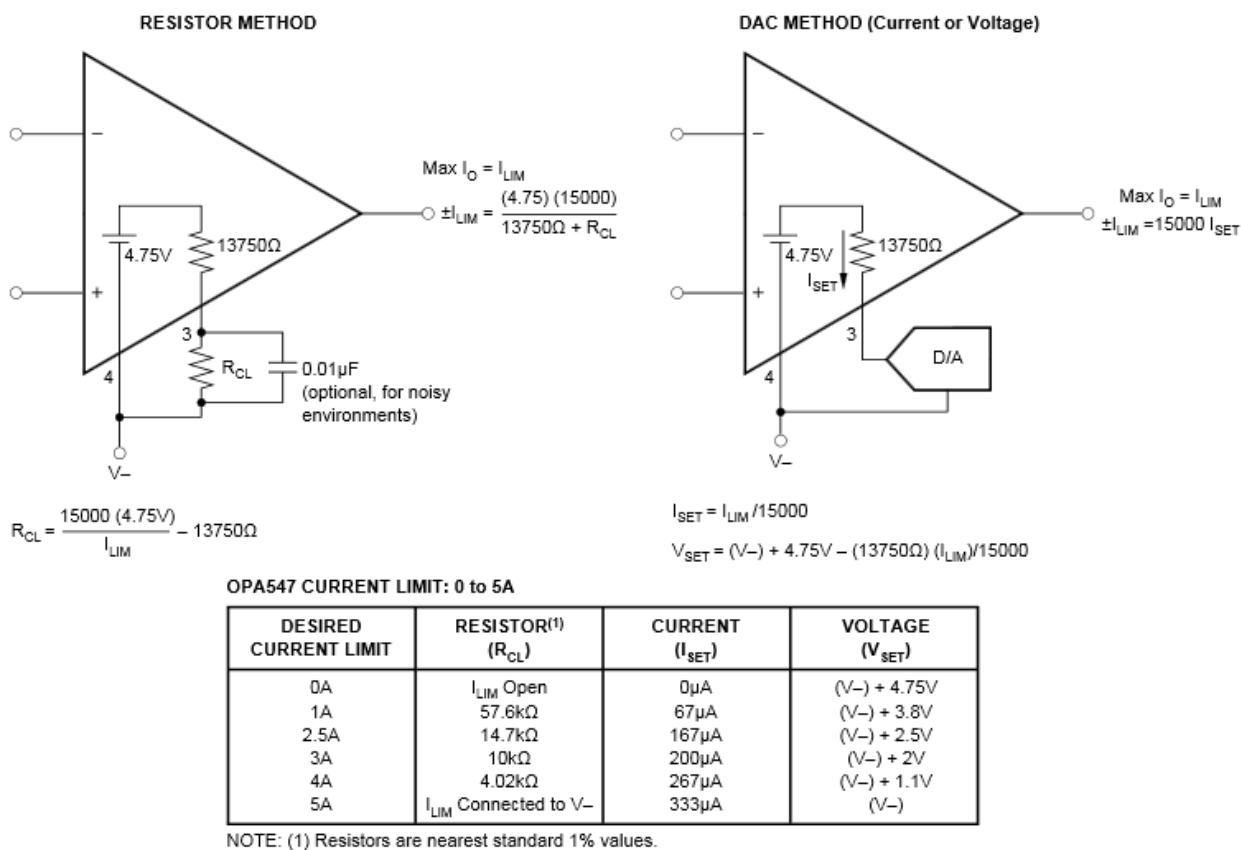 RESISTOR METHOD
−
+
4.75V
13750Ω
3
4
R_CL
0.01µF
(optional, for noisy
environments)
V–
Max I_O = I_LIM
±I_LIM = (4.75) (15000) / 13750Ω + R_CL
R_CL = 15000 (4.75V) / I_LIM – 13750Ω
DAC METHOD (Current or Voltage)
−
+
4.75V
13750Ω
I_SET
3
4
D/A
V–
Max I_O = I_LIM
±I_LIM =15000 I_SET
I_SET = I_LIM /15000
V_SET = (V–) + 4.75V – (13750Ω) (I_LIM)/15000
OPA547 CURRENT LIMIT: 0 to 5A
DESIRED CURRENT LIMIT RESISTOR(1) (R_CL) CURRENT (I_SET) VOLTAGE (V_SET)
0A I_LIM Open 0µA (V–) + 4.75V
1A 57.6kΩ 67µA (V–) + 3.8V
2.5A 14.7kΩ 167µA (V–) + 2.5V
3A 10kΩ 200µA (V–) + 2V
4A 4.02kΩ 267µA (V–) + 1.1V
5A I_LIM Connected to V– 333µA (V–)
NOTE: (1) Resistors are nearest standard 1% values.